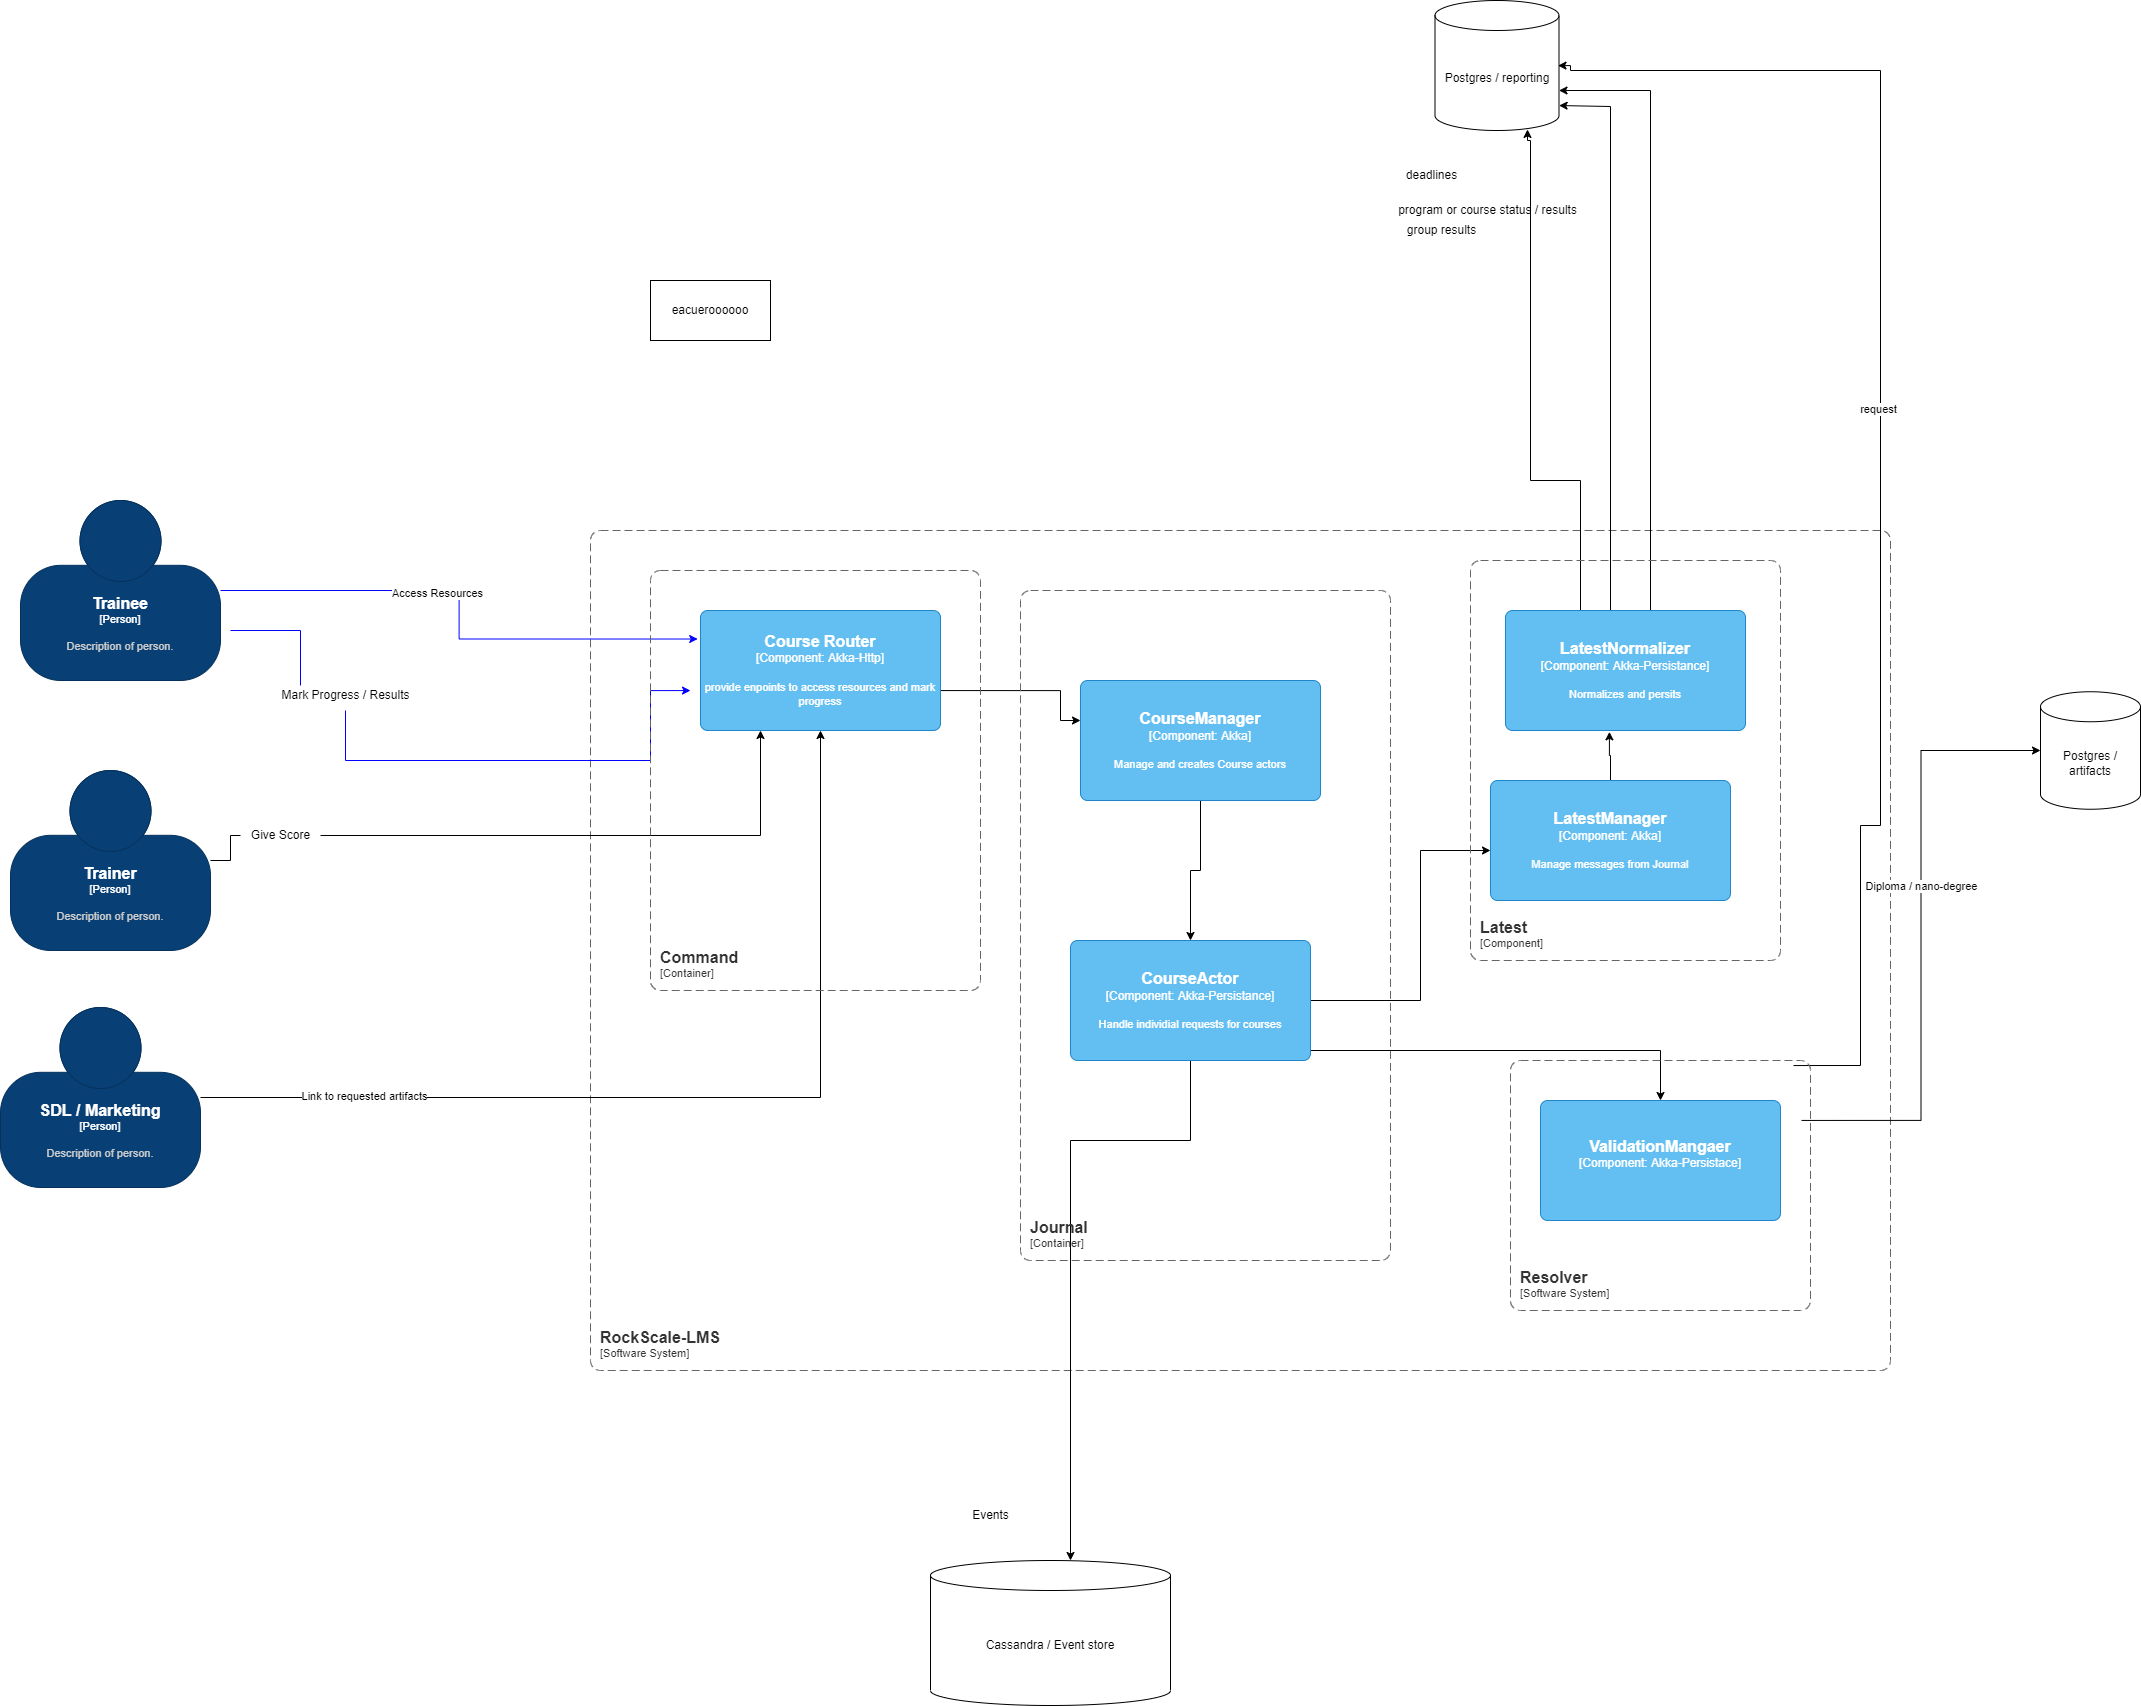 Postgres / reporting
deadlines
program or course status / results
group results
eacueroooooo
request
Trainee
[Person]
Description of person.
Access Resources
Mark Progress / Results
Course Router
[Component: Akka-Http]
provide enpoints to access resources and mark
progress
CourseManager
[Component: Akka]
Manage and creates Course actors
LatestNormalizer
[Component: Akka-Persistance]
Normalizes and persits
LatestManager
[Component: Akka]
Manage messages from Journal
Latest
[Component]
Postgres /
artifacts
Diploma / nano-degree
Trainer
[Person]
Description of person.
Give Score
Command
[Container]
CourseActor
[Component: Akka-Persistance]
Handle individial requests for courses
SDL / Marketing
[Person]
Description of person.
Link to requested artifacts
ValidationMangaer
[Component: Akka-Persistace]
Journal
[Container]
Resolver
[Software System]
RockScale-LMS
[Software System]
Events
Cassandra / Event store